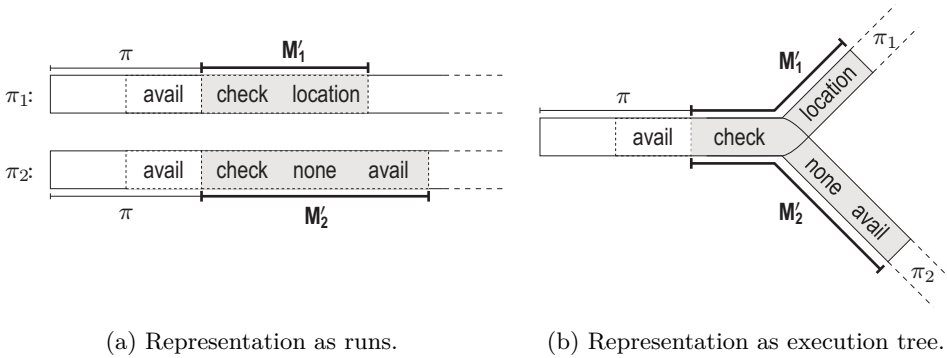 π M′1
π1: avail check location
π2: avail check none avail
π M′2
(a) Representation as runs.
π1
M′1
location
π
avail check
none
M′2
avail
π2
(b) Representation as execution tree.